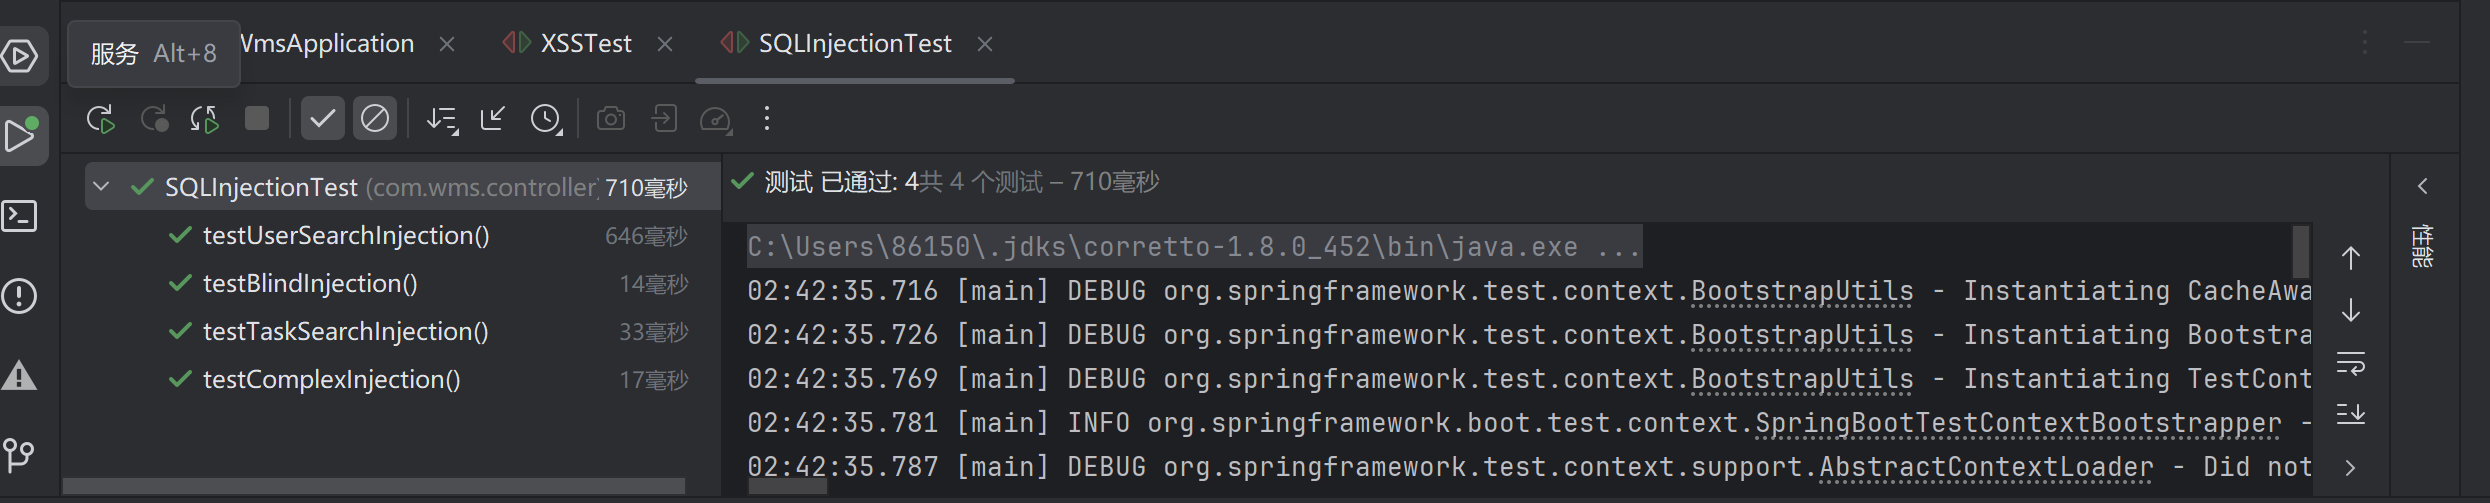 服务 Alt+8
WmsApplication
XSSTest
SQLInjectionTest
SQLInjectionTest (com.wms.controller) 710毫秒
testUserSearchInjection() 646毫秒
testBlindInjection() 14毫秒
testTaskSearchInjection() 33毫秒
testComplexInjection() 17毫秒
测试 已通过: 4共 4 个测试 – 710毫秒
C:\Users\86150\.jdks\corretto-1.8.0_452\bin\java.exe ...
02:42:35.716 [main] DEBUG org.springframework.test.context.BootstrapUtils - Instantiating CacheAwa
02:42:35.726 [main] DEBUG org.springframework.test.context.BootstrapUtils - Instantiating Bootstra
02:42:35.769 [main] DEBUG org.springframework.test.context.BootstrapUtils - Instantiating TestCont
02:42:35.781 [main] INFO org.springframework.boot.test.context.SpringBootTestContextBootstrapper -
02:42:35.787 [main] DEBUG org.springframework.test.context.support.AbstractContextLoader - Did not
性能